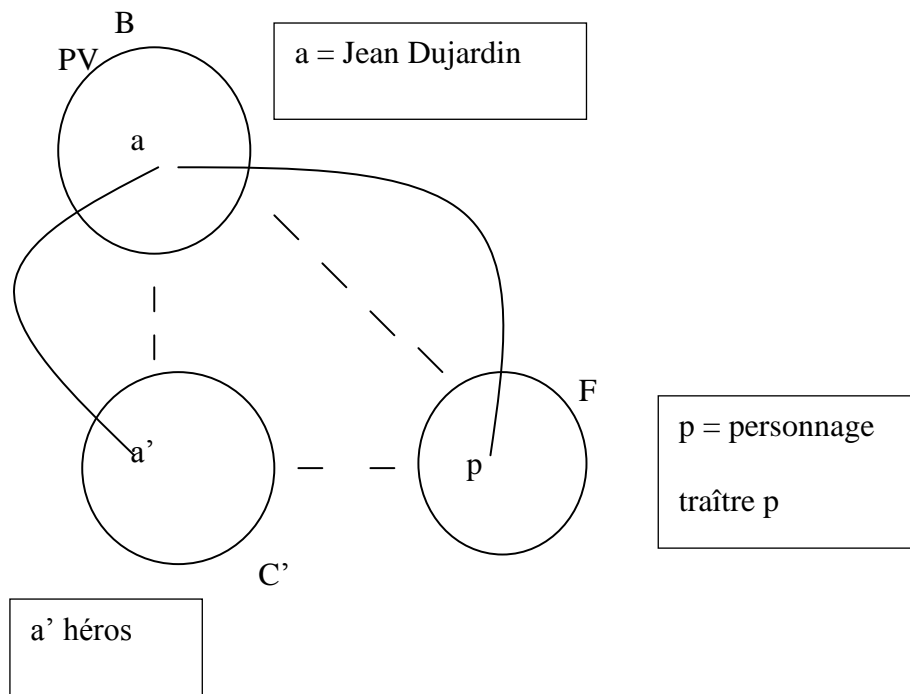 B
PV
a = Jean Dujardin
a
F
a’
p
p = personnage
traître p
C’
a’ héros